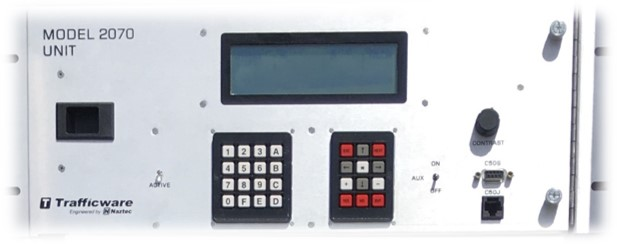 MODEL 2070
UNIT
1 2 3 A
4 5 6 B
7 8 9 C
0 F E D
+ -
CONTRAST
ON
AUX
OFF
C50S
C50J
ACTIVE
T Trafficware
Engineered by Naztec